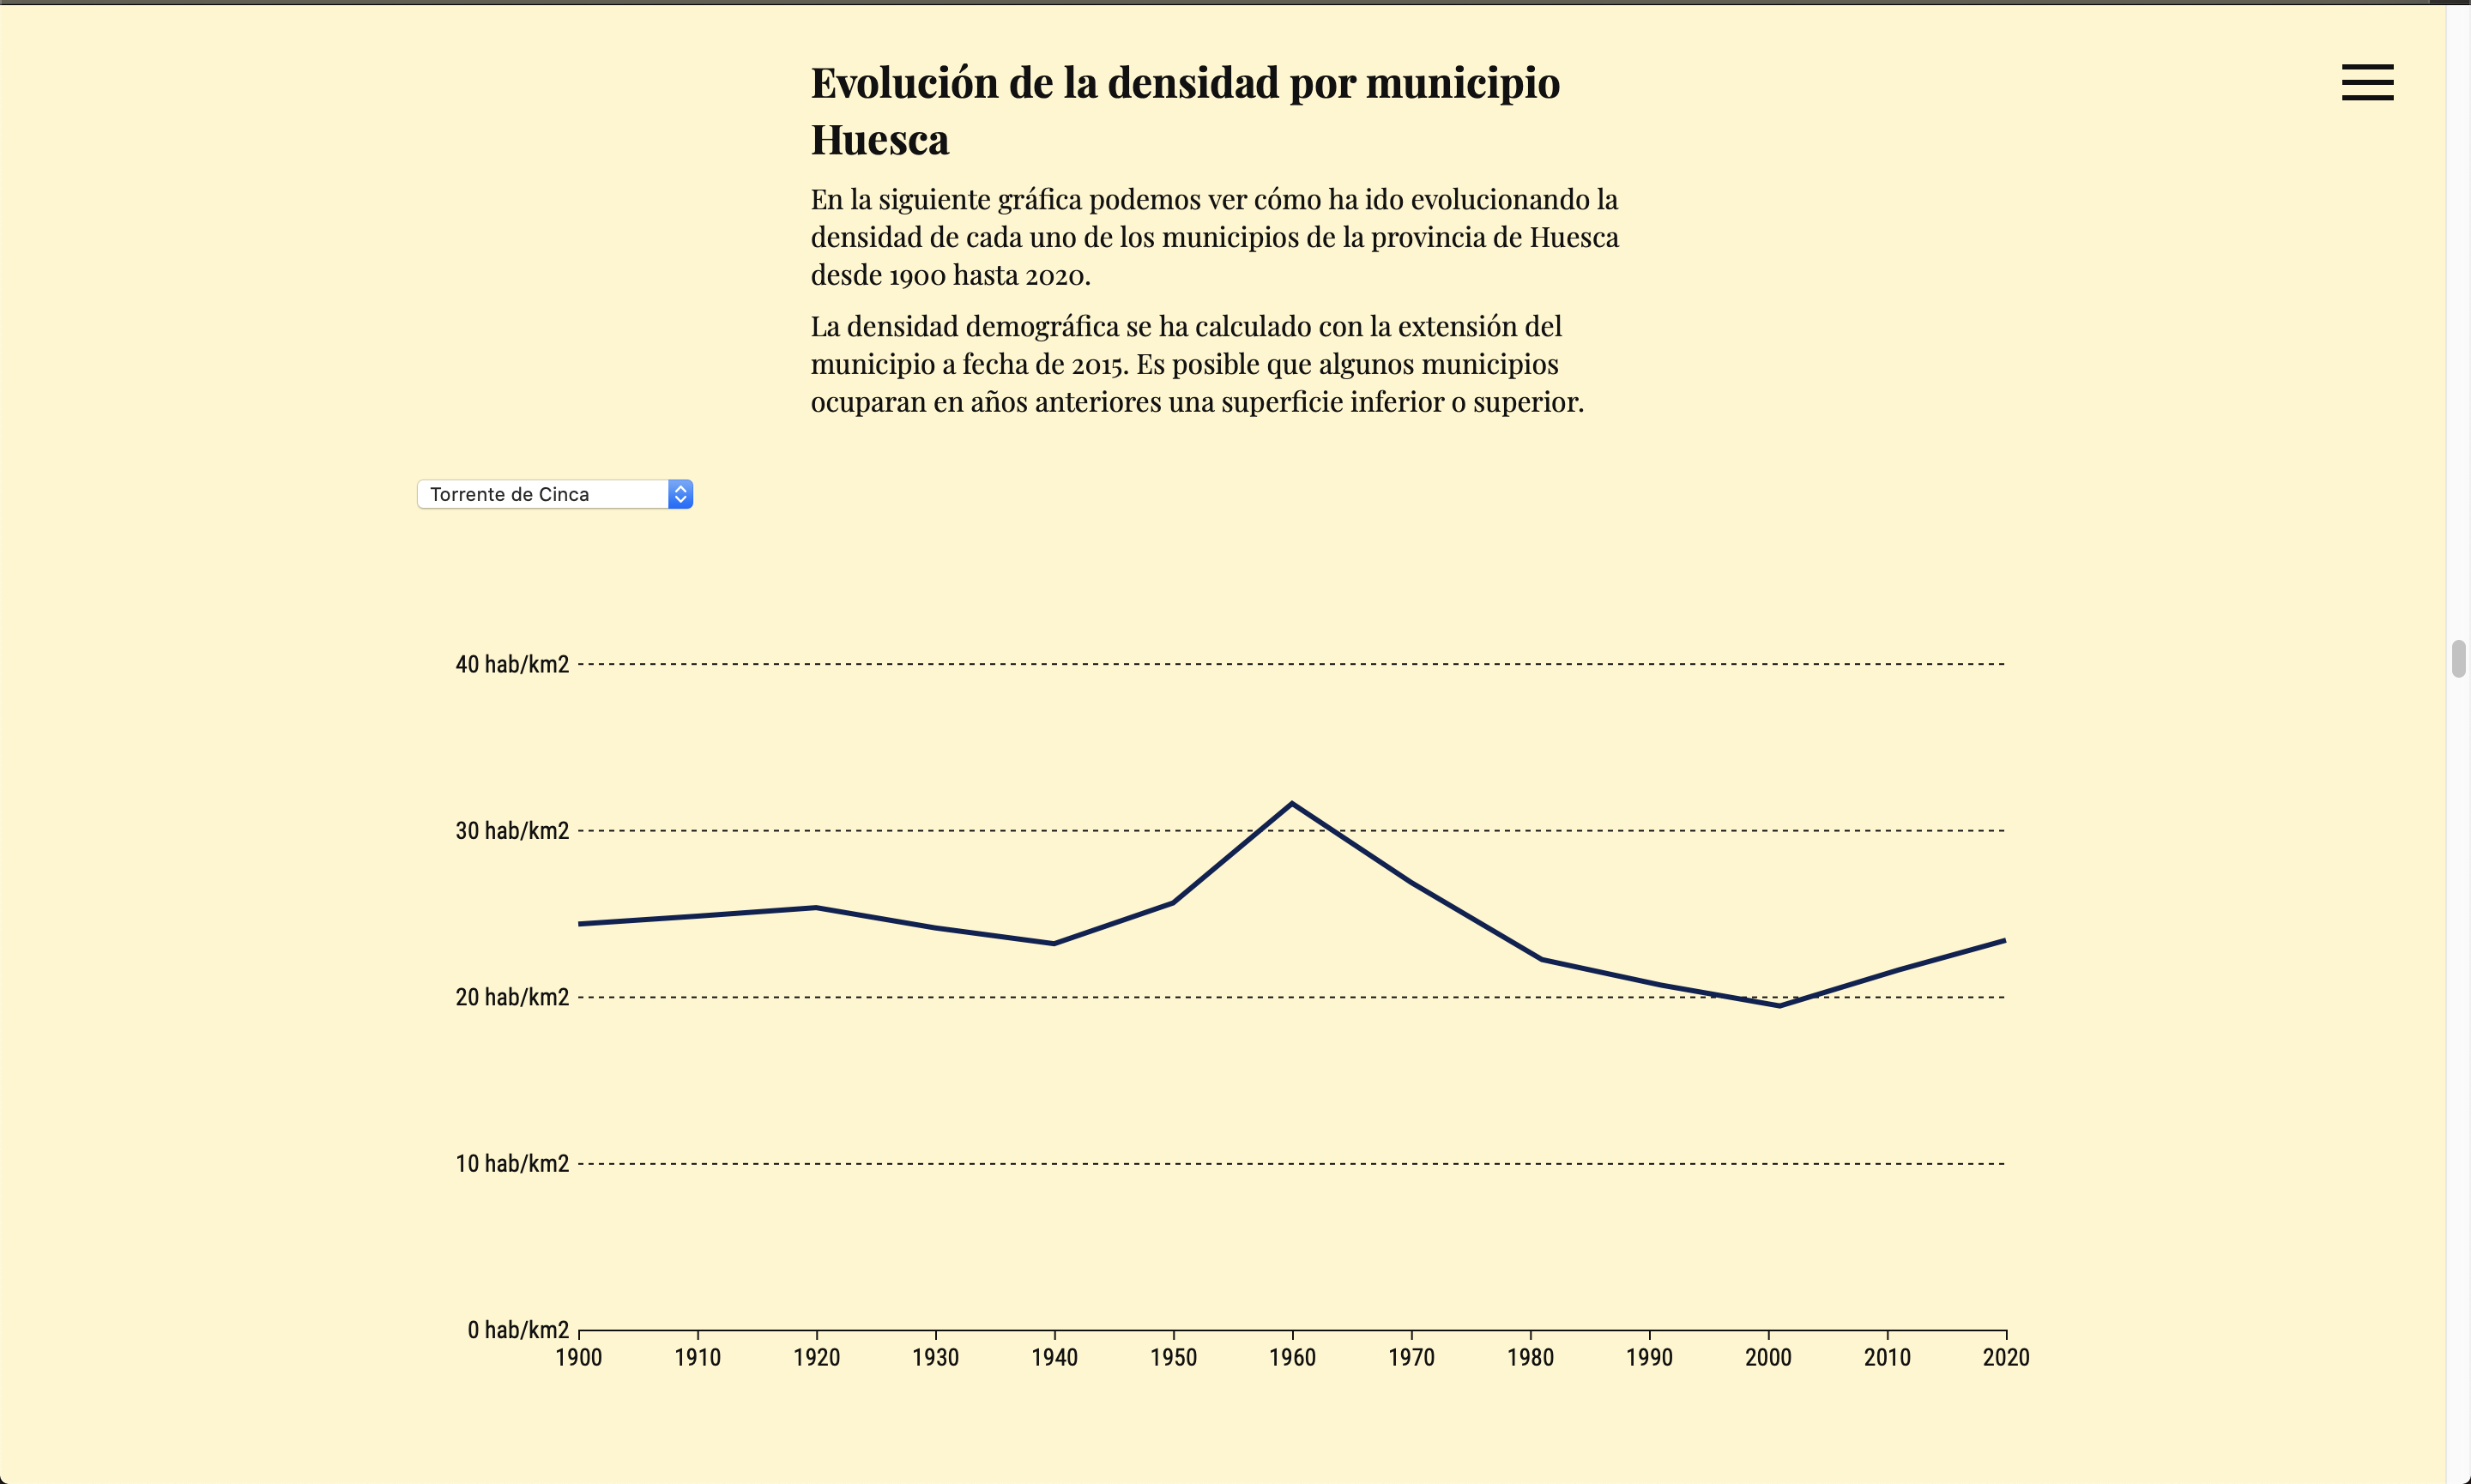 Evolución de la densidad por municipio
Huesca
En la siguiente gráfica podemos ver cómo ha ido evolucionando la
densidad de cada uno de los municipios de la provincia de Huesca
desde 1900 hasta 2020.
La densidad demográfica se ha calculado con la extensión del
municipio a fecha de 2015. Es posible que algunos municipios
ocuparan en años anteriores una superficie inferior o superior.
Torrente de Cinca
40 hab/km2
30 hab/km2
20 hab/km2
10 hab/km2
0 hab/km2
1900 1910 1920 1930 1940 1950 1960 1970 1980 1990 2000 2010 2020